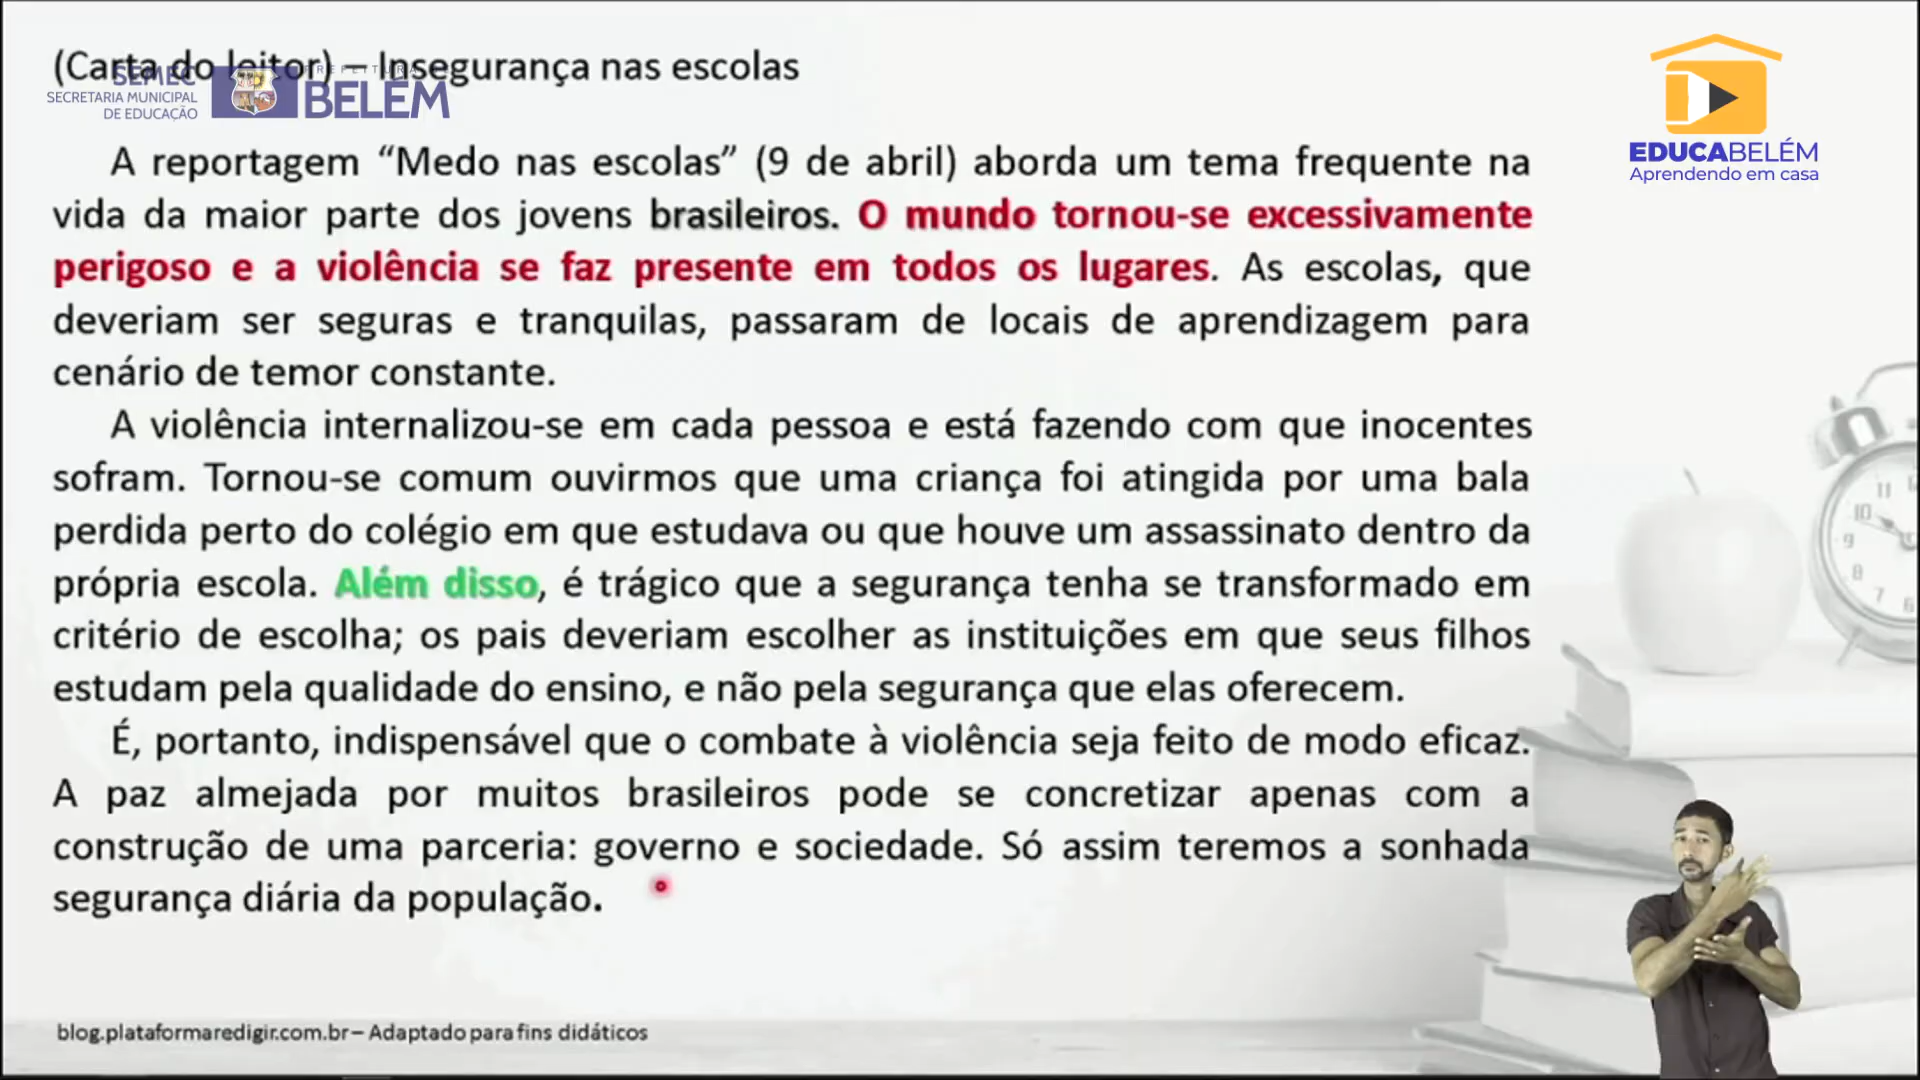 (Carta do leitor) – Insegurança nas escolas
SEMEC
SECRETARIA MUNICIPAL
DE EDUCAÇÃO
PREFEITURA
BELÉM
EDUCABELÉM
Aprendendo em casa
A reportagem “Medo nas escolas” (9 de abril) aborda um tema frequente na
vida da maior parte dos jovens brasileiros. O mundo tornou-se excessivamente
perigoso e a violência se faz presente em todos os lugares. As escolas, que
deveriam ser seguras e tranquilas, passaram de locais de aprendizagem para
cenário de temor constante.
A violência internalizou-se em cada pessoa e está fazendo com que inocentes
sofram. Tornou-se comum ouvirmos que uma criança foi atingida por uma bala
perdida perto do colégio em que estudava ou que houve um assassinato dentro da
própria escola. Além disso, é trágico que a segurança tenha se transformado em
critério de escolha; os pais deveriam escolher as instituições em que seus filhos
estudam pela qualidade do ensino, e não pela segurança que elas oferecem.
É, portanto, indispensável que o combate à violência seja feito de modo eficaz.
A paz almejada por muitos brasileiros pode se concretizar apenas com a
construção de uma parceria: governo e sociedade. Só assim teremos a sonhada
segurança diária da população.
11
10
9
8
7
6
blog.plataformaredigir.com.br – Adaptado para fins didáticos